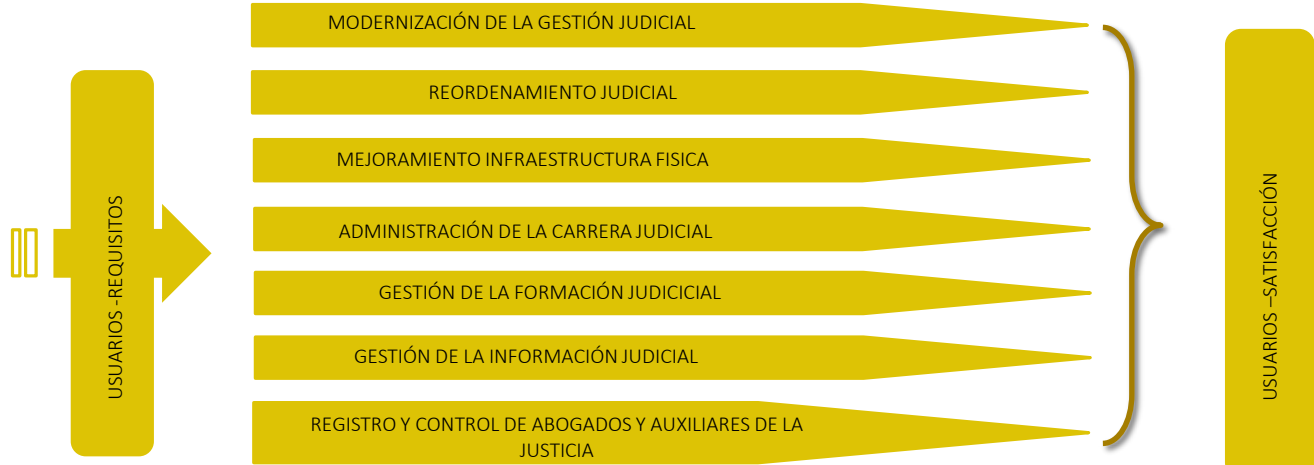 MODERNIZACIÓN DE LA GESTIÓN JUDICIAL
REORDENAMIENTO JUDICIAL
MEJORAMIENTO INFRAESTRUCTURA FISICA
ADMINISTRACIÓN DE LA CARRERA JUDICIAL
GESTIÓN DE LA FORMACIÓN JUDICICIAL
GESTIÓN DE LA INFORMACIÓN JUDICIAL
REGISTRO Y CONTROL DE ABOGADOS Y AUXILIARES DE LA
JUSTICIA
USUARIOS -REQUISITOS
USUARIOS –SATISFACCIÓN